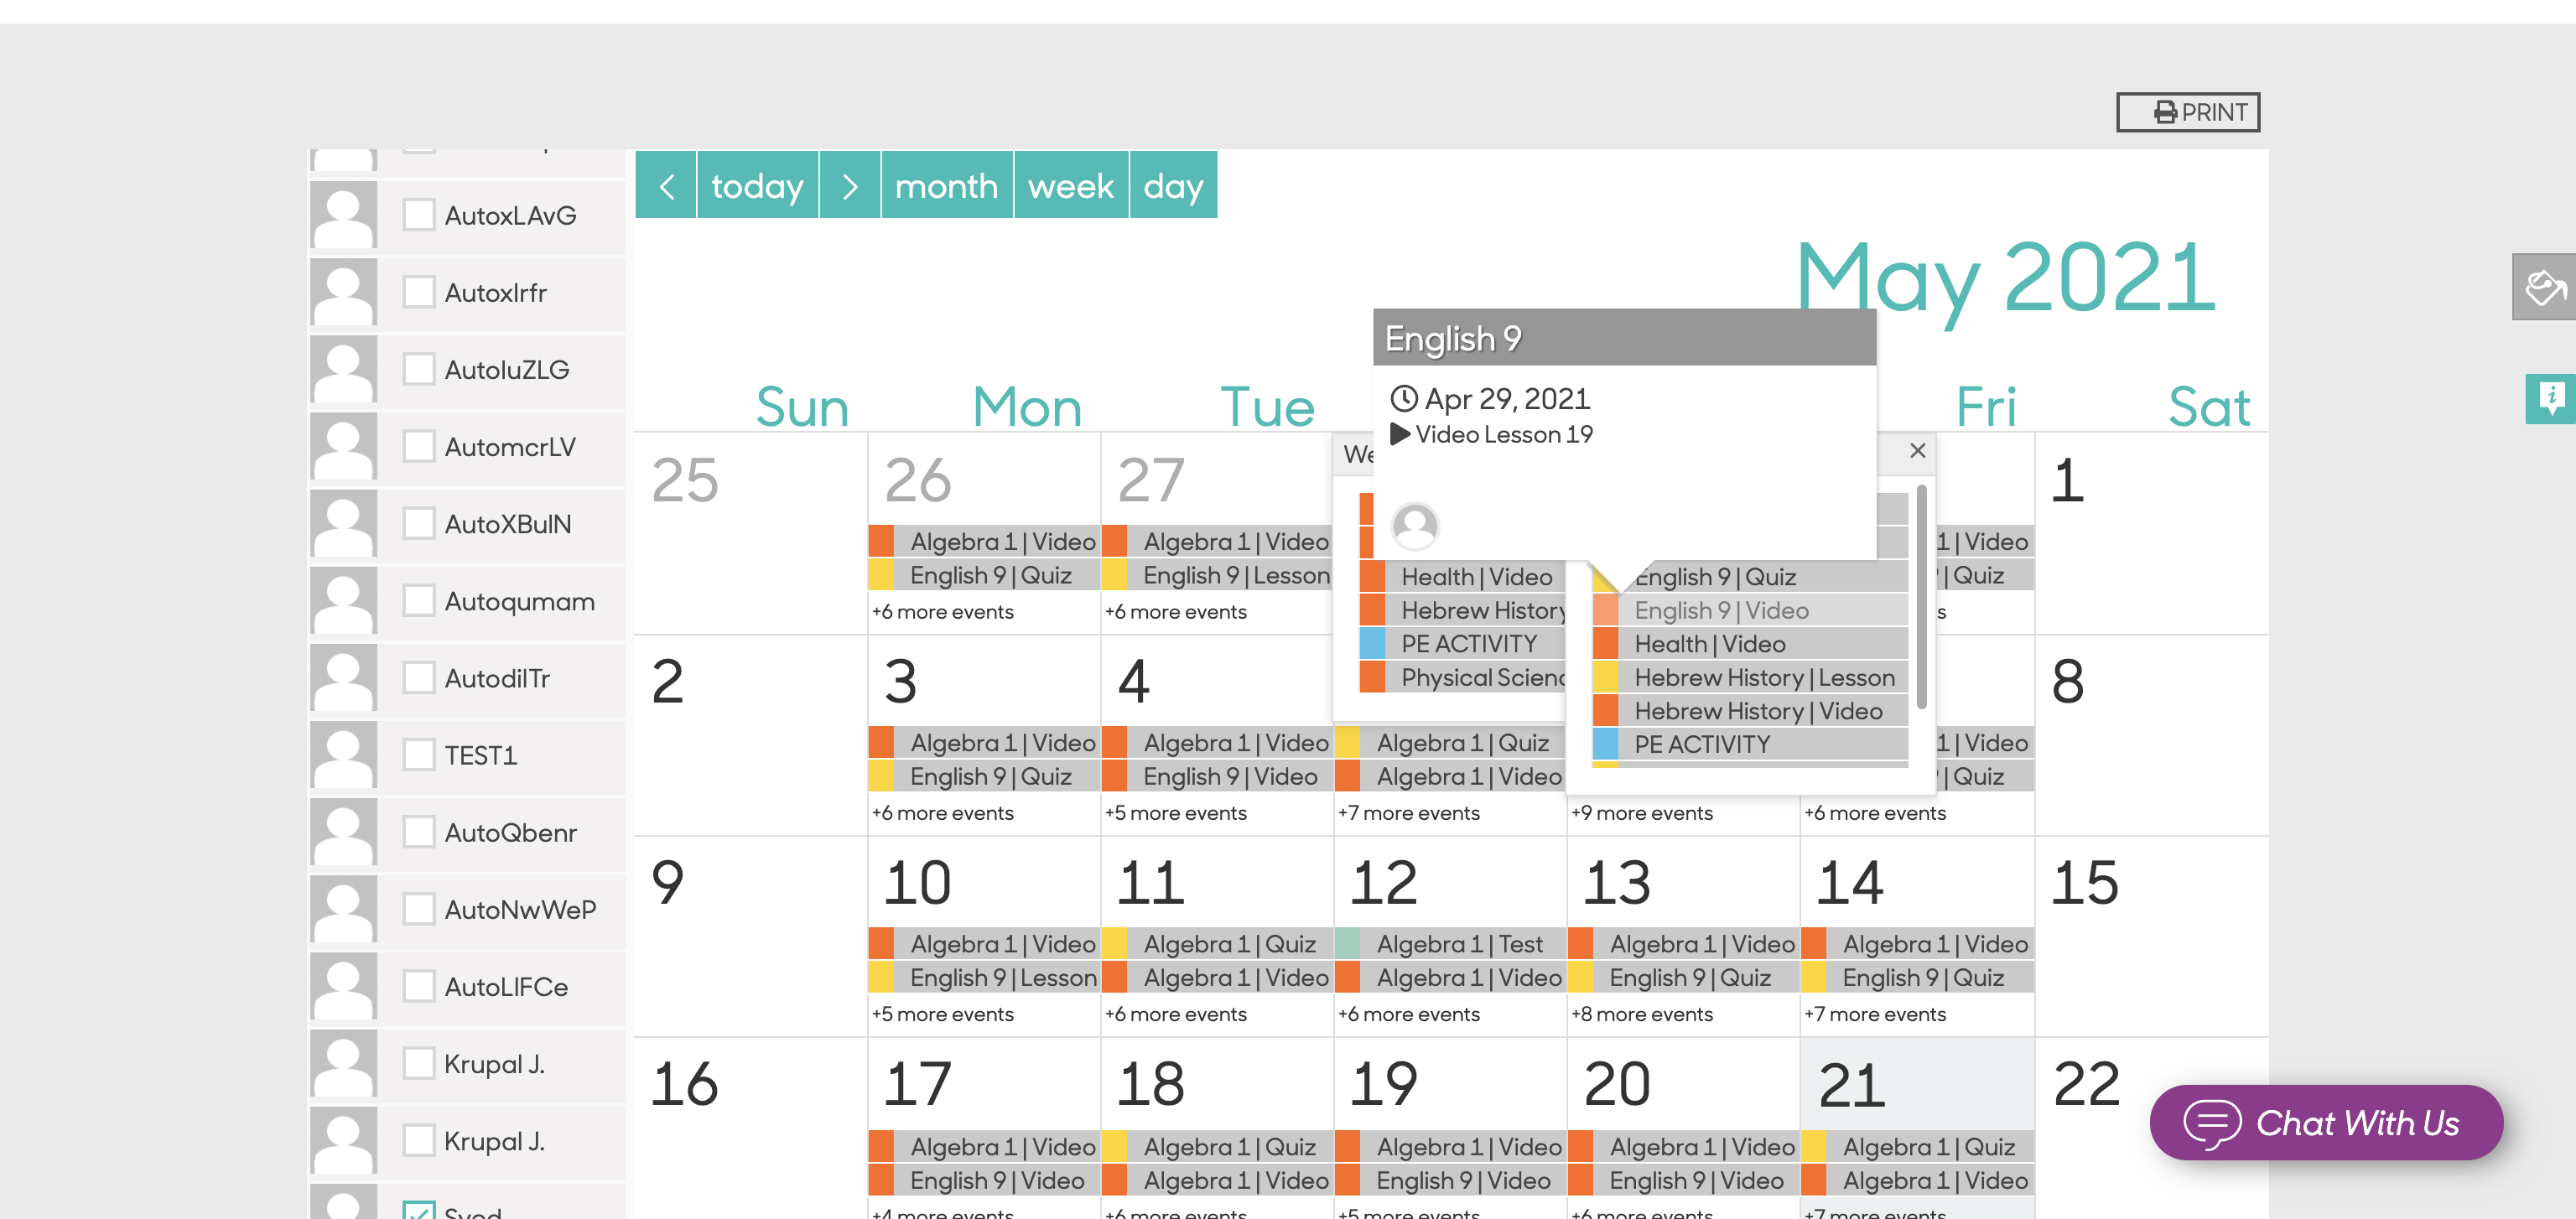 PRINT
today
month
week
day
May 2021
Sun
Mon
Tue
Fri
Sat
AutoxLAvG
AutomcrLV
AutoXBulN
Autoqumam
TEST1
AutoQbenr
AutoNwWeP
Krupal J.
Krupal J.
Syed
English 9
Apr 29, 2021
Video Lesson 19
25
26
27
1
Algebra 1 | Video
English 9 | Quiz
+6 more events
Algebra 1 | Video
English 9 | Lesson
+6 more events
Health | Video
Hebrew History
PE ACTIVITY
English 9 | Quiz
English 9 | Video
Health | Video
Hebrew History | Lesson
Hebrew History | Video
PE ACTIVITY
1 | Video
| Quiz
2
3
4
8
Algebra 1 | Video
English 9 | Quiz
+6 more events
Algebra 1 | Video
English 9 | Video
+5 more events
Algebra 1 | Quiz
Algebra 1 | Video
+7 more events
+9 more events
1 | Video
| Quiz
+6 more events
9
10
11
12
13
14
15
Algebra 1 | Video
English 9 | Lesson
+5 more events
Algebra 1 | Quiz
Algebra 1 | Video
+6 more events
Algebra 1 | Test
Algebra 1 | Video
+6 more events
Algebra 1 | Video
English 9 | Quiz
+8 more events
Algebra 1 | Video
English 9 | Quiz
+7 more events
16
17
18
19
20
21
22
Algebra 1 | Video
English 9 | Video
+4 more events
Algebra 1 | Quiz
Algebra 1 | Video
+6 more events
Algebra 1 | Video
English 9 | Video
+5 more events
Algebra 1 | Video
English 9 | Video
+6 more events
Algebra 1 | Quiz
Algebra 1 | Video
+7 more events
Chat With Us